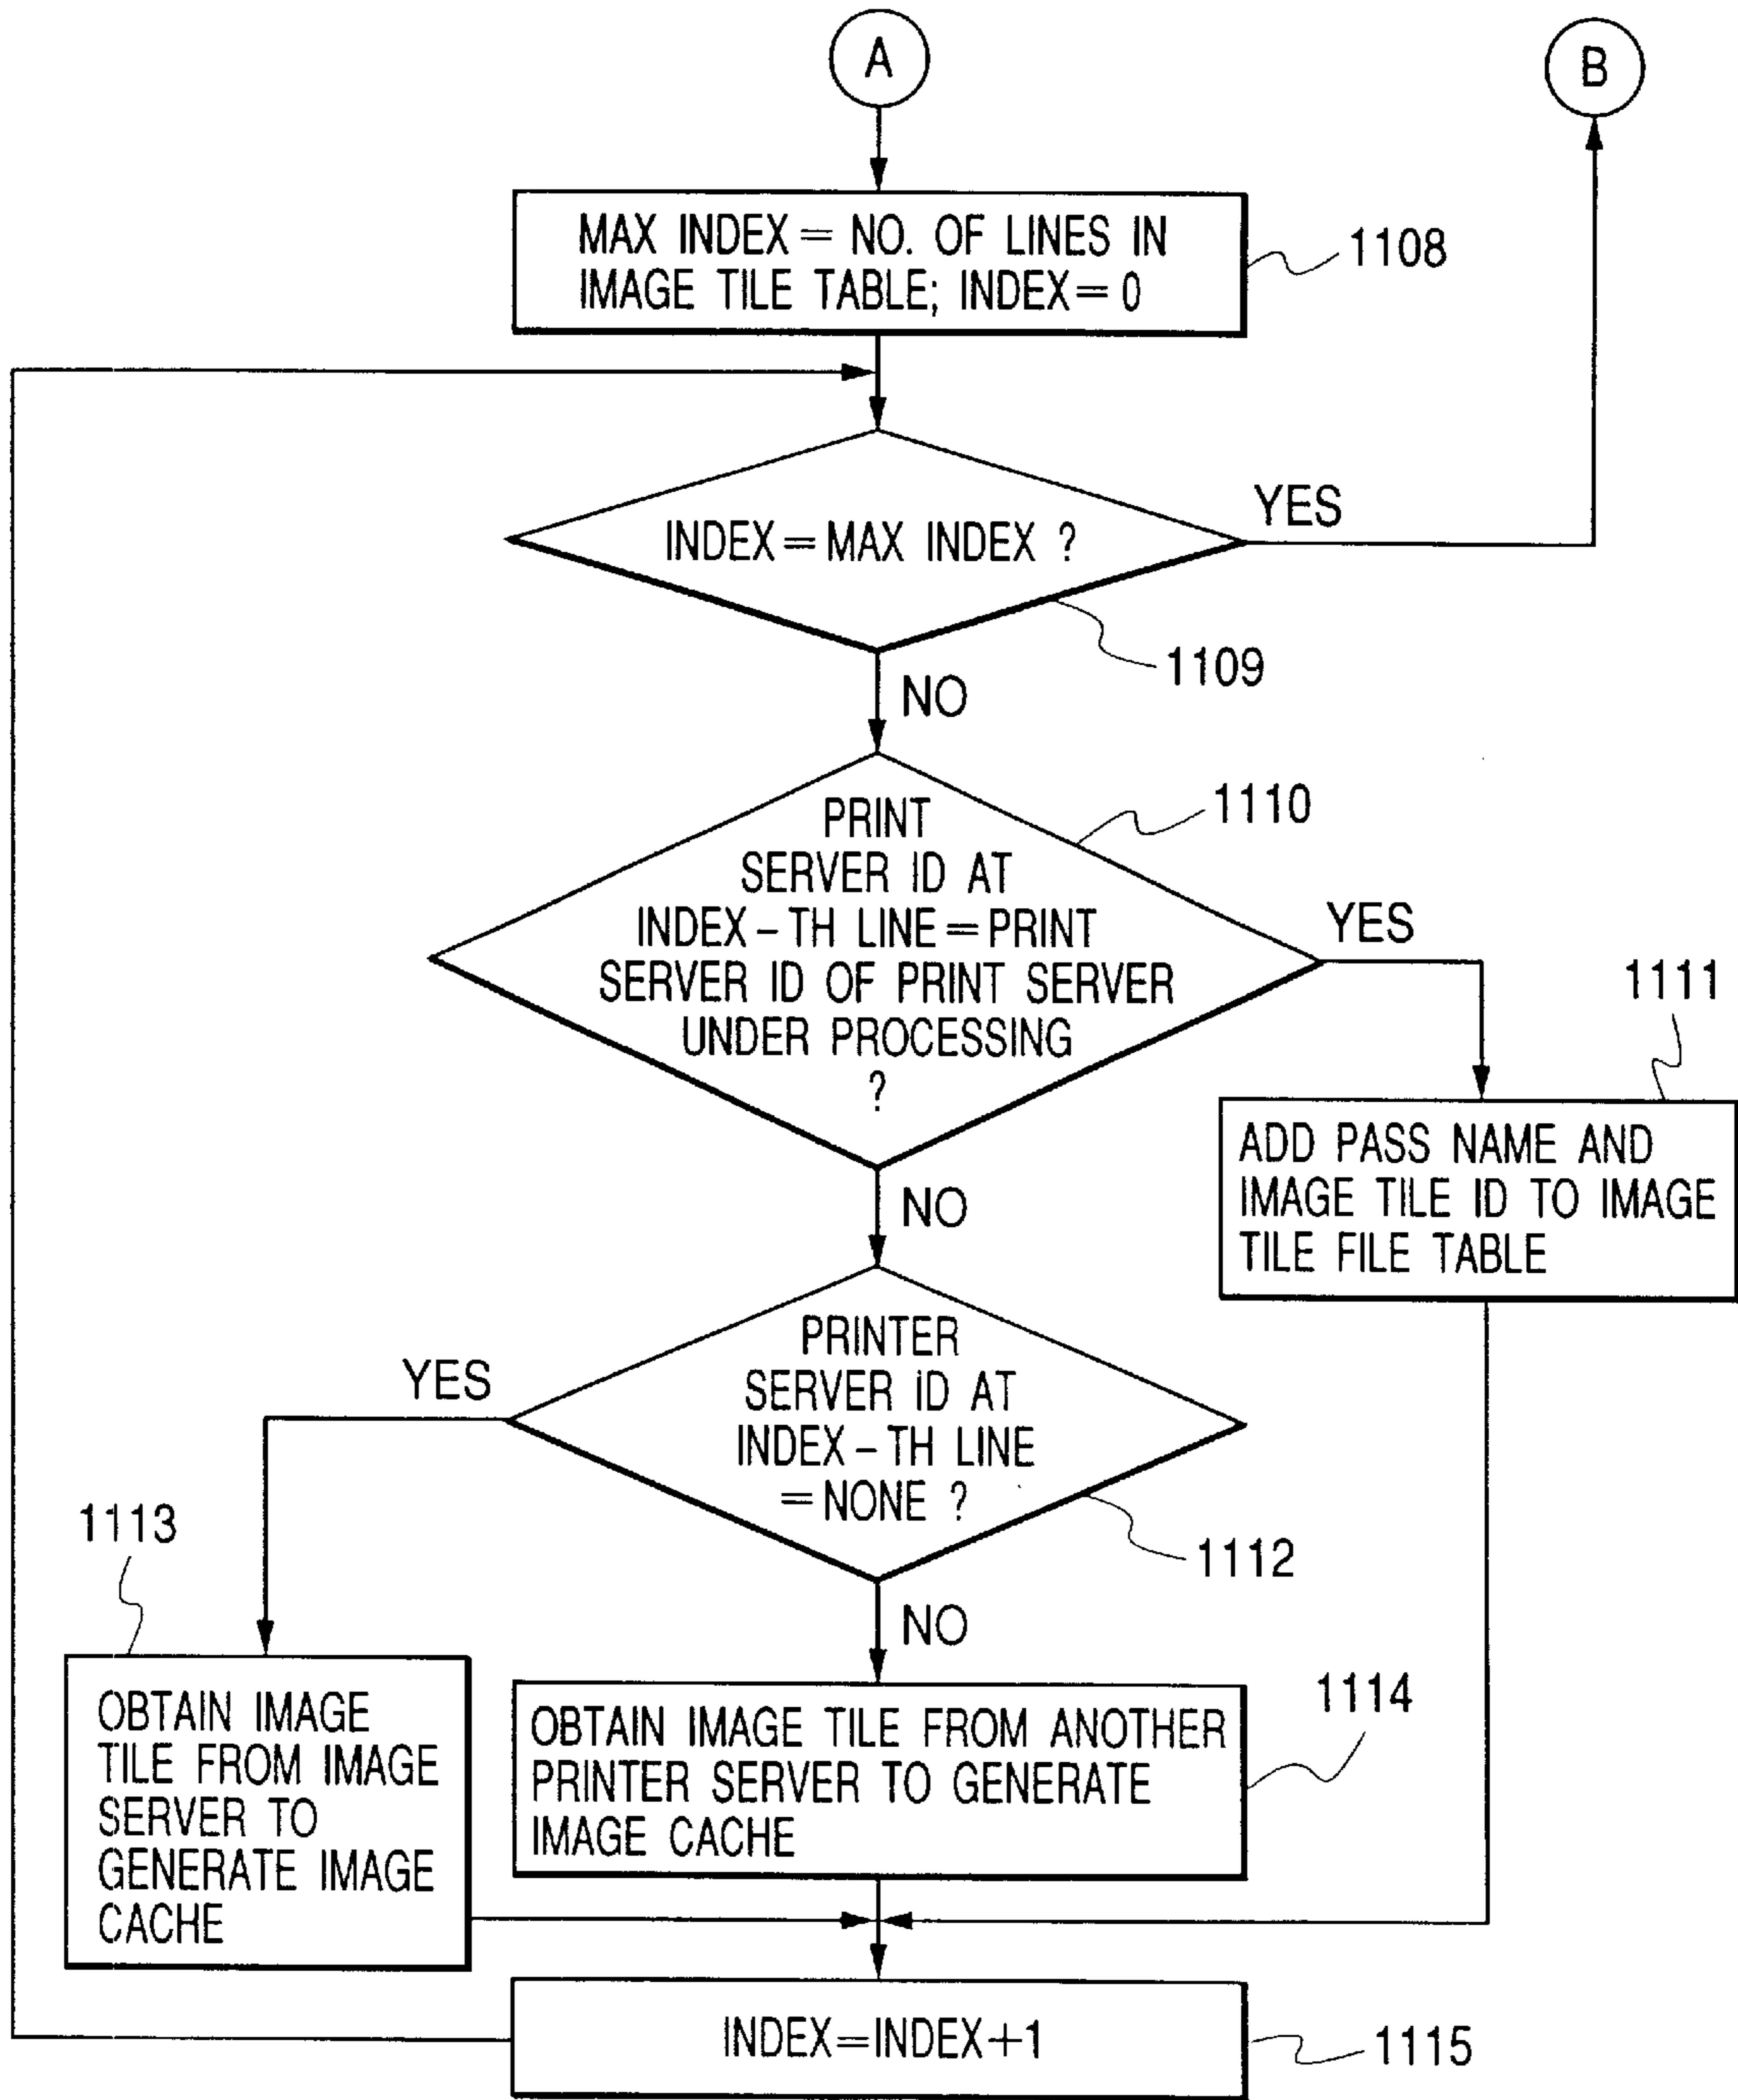 A
B
MAX INDEX = NO. OF LINES IN
IMAGE TILE TABLE; INDEX = 0
1108
INDEX = MAX INDEX ?
YES
1109
NO
PRINT
SERVER ID AT
INDEX - TH LINE = PRINT
SERVER ID OF PRINT SERVER
UNDER PROCESSING
?
1110
YES
1111
ADD PASS NAME AND
IMAGE TILE ID TO IMAGE
TILE FILE TABLE
NO
PRINTER
SERVER ID AT
INDEX - TH LINE
= NONE ?
YES
1112
1113
NO
OBTAIN IMAGE
TILE FROM IMAGE
SERVER TO
GENERATE IMAGE
CACHE
OBTAIN IMAGE TILE FROM ANOTHER
PRINTER SERVER TO GENERATE
IMAGE CACHE
1114
INDEX = INDEX + 1
1115